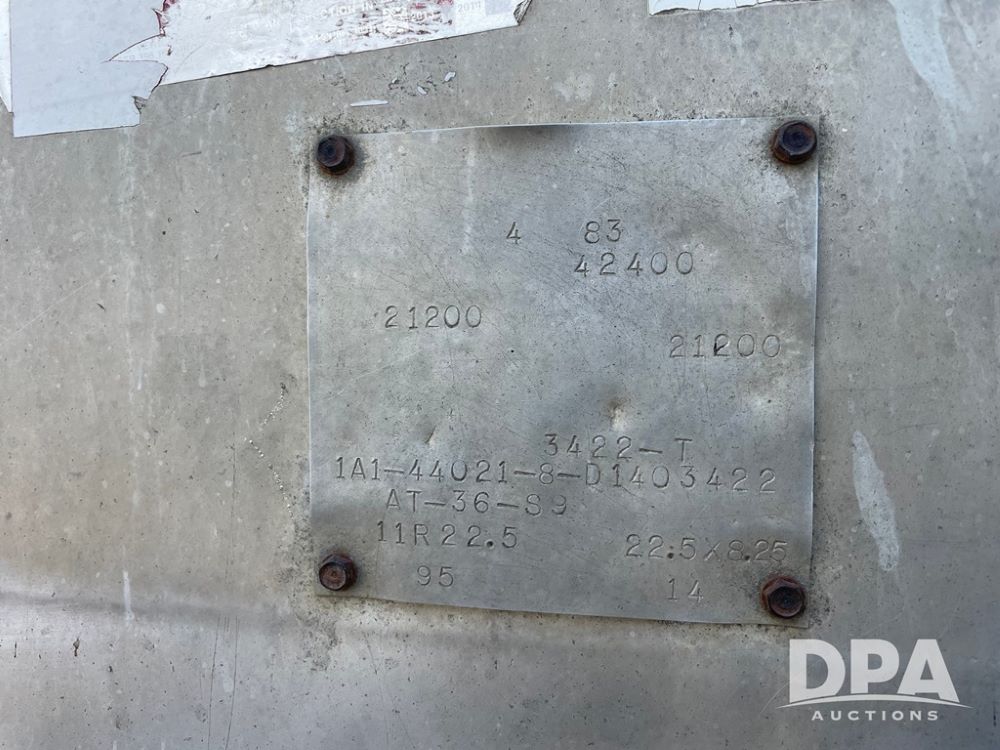 4 83
42400
21200
21200
3422-T
1A1-44021-8-D1403422
AT-36-S9
11R22.5 22.5X8.25
95 14
DPA
AUCTIONS